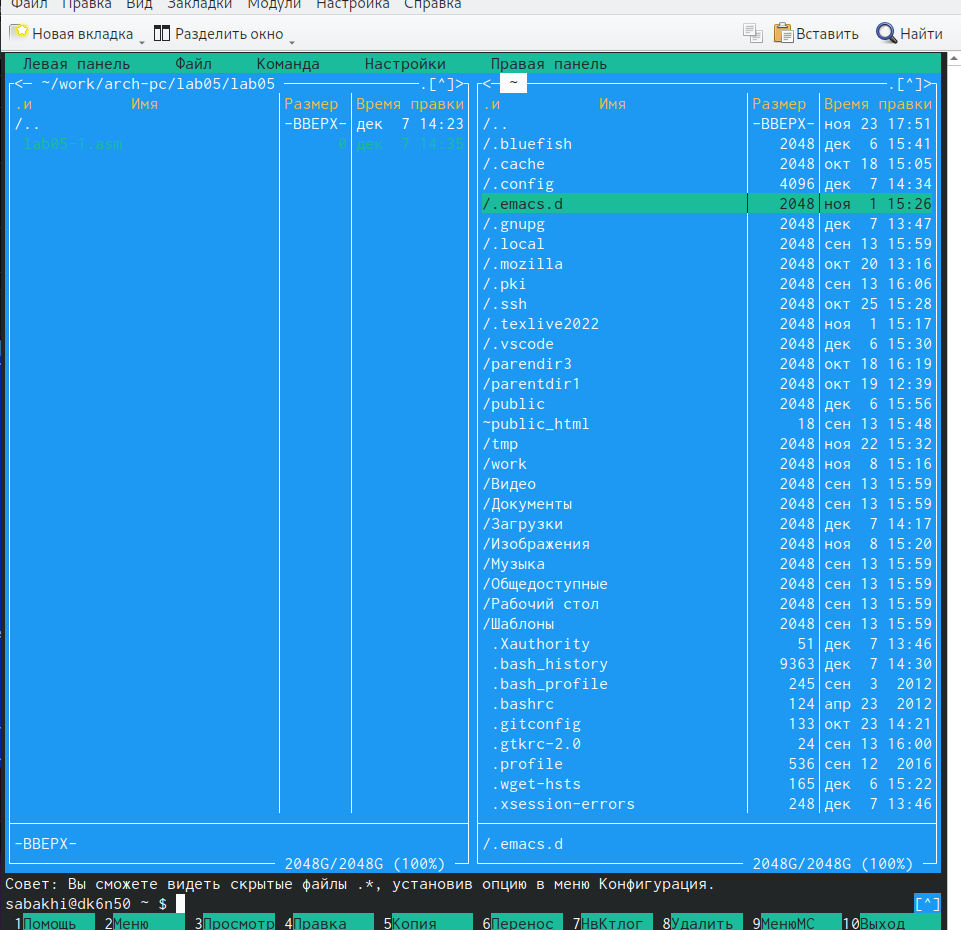 Файл Правка Вид Закладки Модули Настройка Справка
Новая вкладка Разделить окно Вставить Найти
Левая панель Файл Команда Настройки Правая панель
<— ~/work/arch-pc/lab05/lab05 .[^]> <— ~ .[^]>
.и Имя Размер Время правки .и Имя Размер Время правки
/.. -ВВЕРХ- дек 7 14:23 /.. -ВВЕРХ- ноя 23 17:51
lab05-1.asm 0 дек 7 14:35 /.bluefish 2048 дек 6 15:41
/.cache 2048 окт 18 15:05
/.config 4096 дек 7 14:34
/.emacs.d 2048 ноя 1 15:26
/.gnupg 2048 дек 7 13:47
/.local 2048 сен 13 15:59
/.mozilla 2048 окт 20 13:16
/.pki 2048 сен 13 16:06
/.ssh 2048 окт 25 15:28
/.texlive2022 2048 ноя 1 15:17
/.vscode 2048 дек 6 15:30
/parendir3 2048 окт 18 16:19
/parentdir1 2048 окт 19 12:39
/public 2048 дек 6 15:56
~public_html 18 сен 13 15:48
/tmp 2048 ноя 22 15:32
/work 2048 ноя 8 15:16
/Видео 2048 сен 13 15:59
/Документы 2048 сен 13 15:59
/Загрузки 2048 дек 7 14:17
/Изображения 2048 ноя 8 15:20
/Музыка 2048 сен 13 15:59
/Общедоступные 2048 сен 13 15:59
/Рабочий стол 2048 сен 13 15:59
/Шаблоны 2048 сен 13 15:59
.Xauthority 51 дек 7 13:46
.bash_history 9363 дек 7 14:30
.bash_profile 245 сен 3 2012
.bashrc 124 апр 23 2012
.gitconfig 133 окт 23 14:21
.gtkrc-2.0 24 сен 13 16:00
.profile 536 сен 12 2016
.wget-hsts 165 дек 6 15:22
.xsession-errors 248 дек 7 13:46
-ВВЕРХ- /.emacs.d
2048G/2048G (100%) 2048G/2048G (100%)
Совет: Вы сможете видеть скрытые файлы .*, установив опцию в меню Конфигурация.
sabakhi@dk6n50 ~ $ [^]
1Помощь 2Меню 3Просмотр 4Правка 5Копия 6Перенос 7НвКтлог 8Удалить 9МенюМС 10Выход